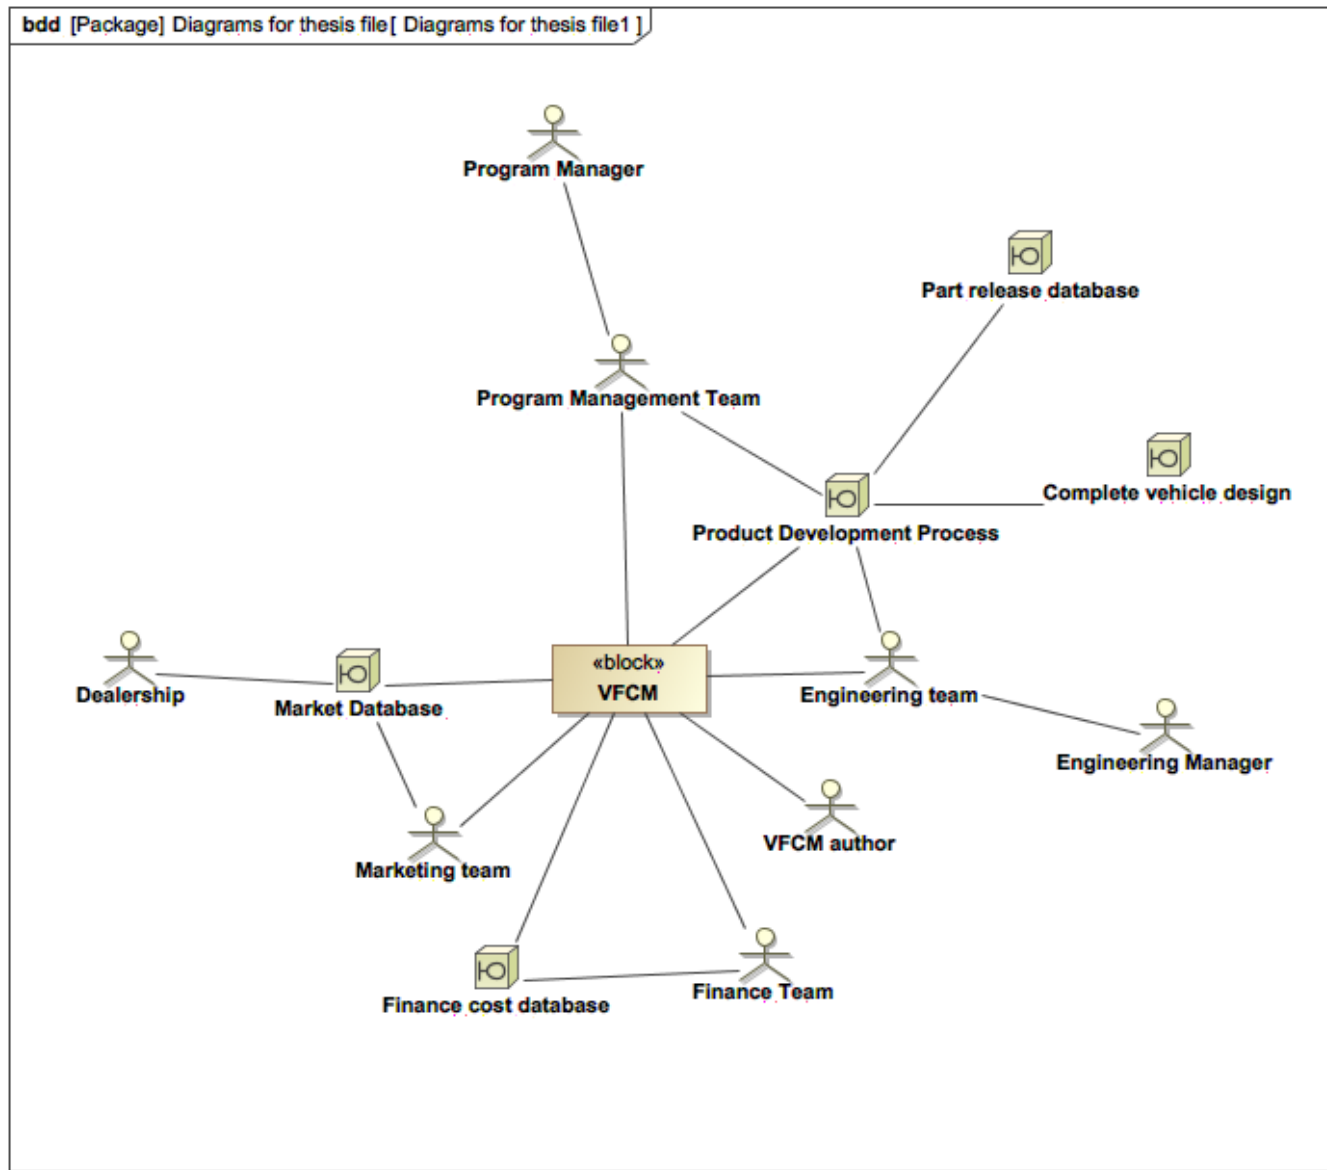 bdd [Package] Diagrams for thesis file[ Diagrams for thesis file1 ]
Program Manager
Part release database
Program Management Team
Complete vehicle design
Product Development Process
«block»
VFCM
Dealership
Market Database
Engineering team
Engineering Manager
VFCM author
Marketing team
Finance cost database
Finance Team